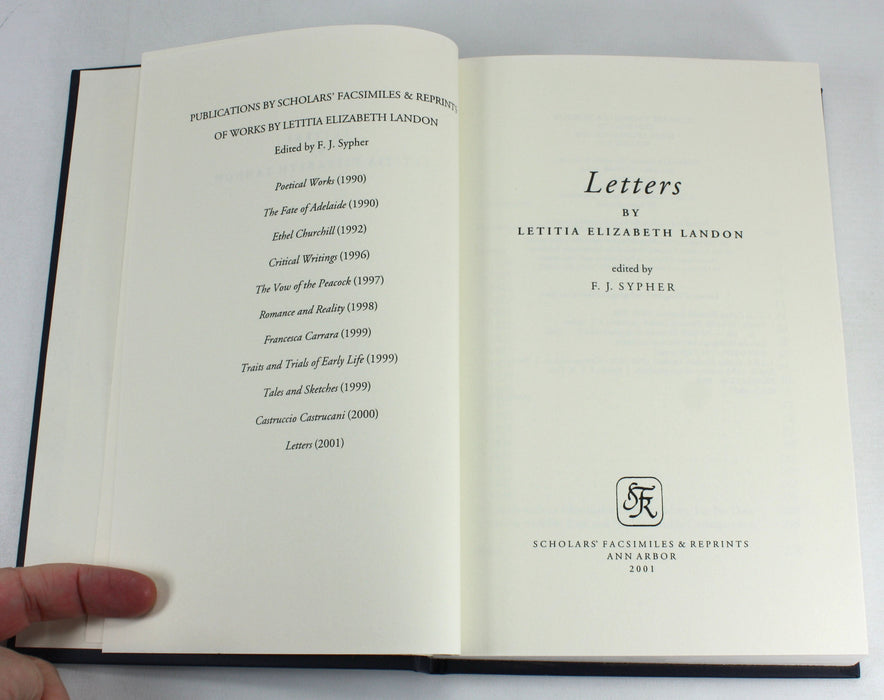 PUBLICATIONS BY SCHOLARS' FACSIMILES & REPRINTS
OF WORKS BY LETITIA ELIZABETH LANDON
Edited by F. J. Sypher
Poetical Works (1990)
The Fate of Adelaide (1990)
Ethel Churchill (1992)
Critical Writings (1996)
The Vow of the Peacock (1997)
Romance and Reality (1998)
Francesca Carrara (1999)
Traits and Trials of Early Life (1999)
Tales and Sketches (1999)
Castruccio Castrucani (2000)
Letters (2001)
Letters
BY
LETITIA ELIZABETH LANDON
edited by
F. J. SYPHER
SFR
SCHOLARS' FACSIMILES & REPRINTS
ANN ARBOR
2001